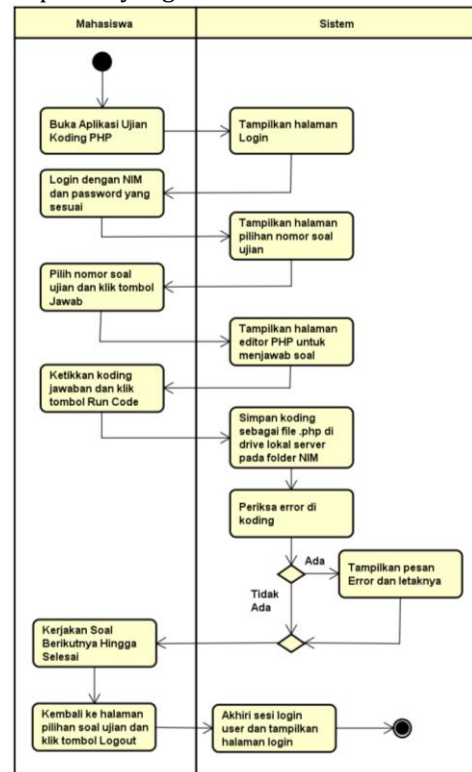 Mahasiswa
Sistem
Buka Aplikasi Ujian
Koding PHP
Tampilkan halaman
Login
Login dengan NIM
dan password yang
sesuai
Tampilkan halaman
pilihan nomor soal
ujian
Pilih nomor soal
ujian dan klik tombol
Jawab
Tampilkan halaman
editor PHP untuk
menjawab soal
Ketikkan koding
jawaban dan klik
tombol Run Code
Simpan koding
sebagai file .php di
drive lokal server
pada folder NIM
Periksa error di
koding
Ada
Tampilkan pesan
Error dan letaknya
Tidak
Ada
Kerjakan Soal
Berikutnya Hingga
Selesai
Kembali ke halaman
pilihan soal ujian dan
klik tombol Logout
Akhiri sesi login
user dan tampilkan
halaman login